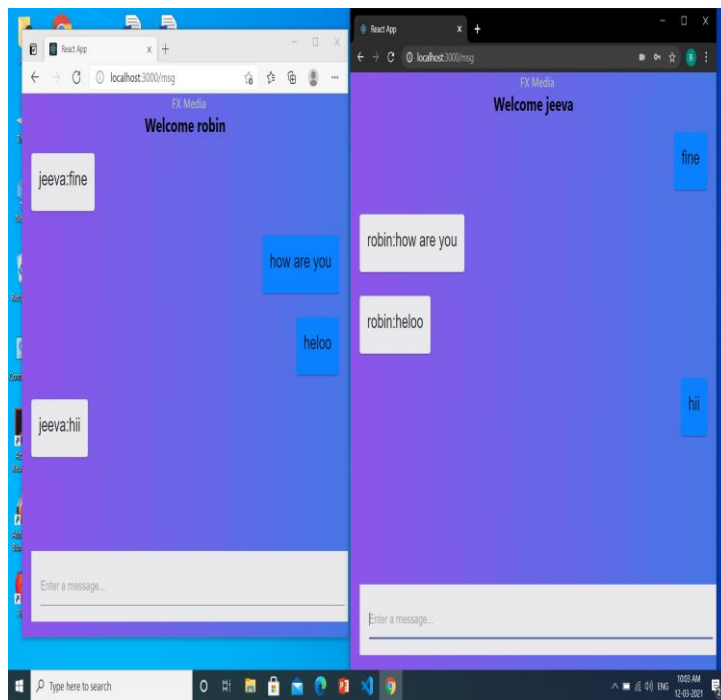 React App
localhost:3000/msg
FX Media
Welcome robin
jeeva:fine
how are you
heloo
jeeva:hii
Enter a message...
React App
localhost:3000/msg
FX Media
Welcome jeeva
fine
robin:how are you
robin:heloo
hii
Enter a message...
Type here to search
ENG
10:03 AM
12-03-2021